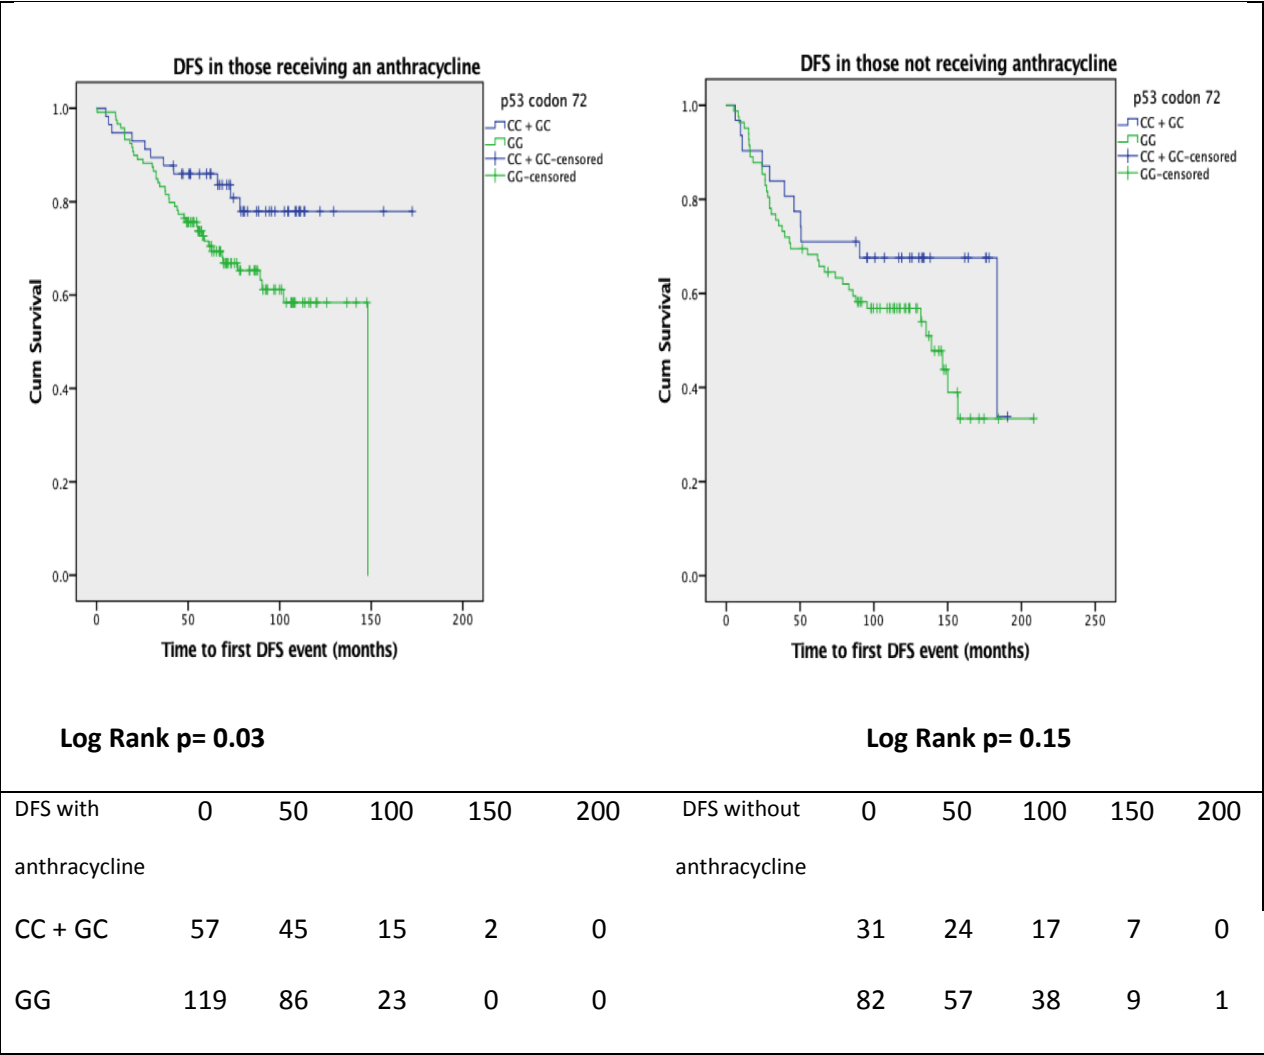 DFS in those receiving an anthracycline
p53 codon 72
CC + GC
GG
CC + GC-censored
GG-censored
1.0
0.8
0.6
0.4
0.2
0.0
Cum Survival
0 50 100 150 200
Time to first DFS event (months)
DFS in those not receiving anthracycline
p53 codon 72
CC + GC
GG
CC + GC-censored
GG-censored
1.0
0.8
0.6
0.4
0.2
0.0
Cum Survival
0 50 100 150 200 250
Time to first DFS event (months)
Log Rank p= 0.03
Log Rank p= 0.15
DFS with 0 50 100 150 200 DFS without 0 50 100 150 200
anthracycline anthracycline
CC + GC 57 45 15 2 0 31 24 17 7 0
GG 119 86 23 0 0 82 57 38 9 1